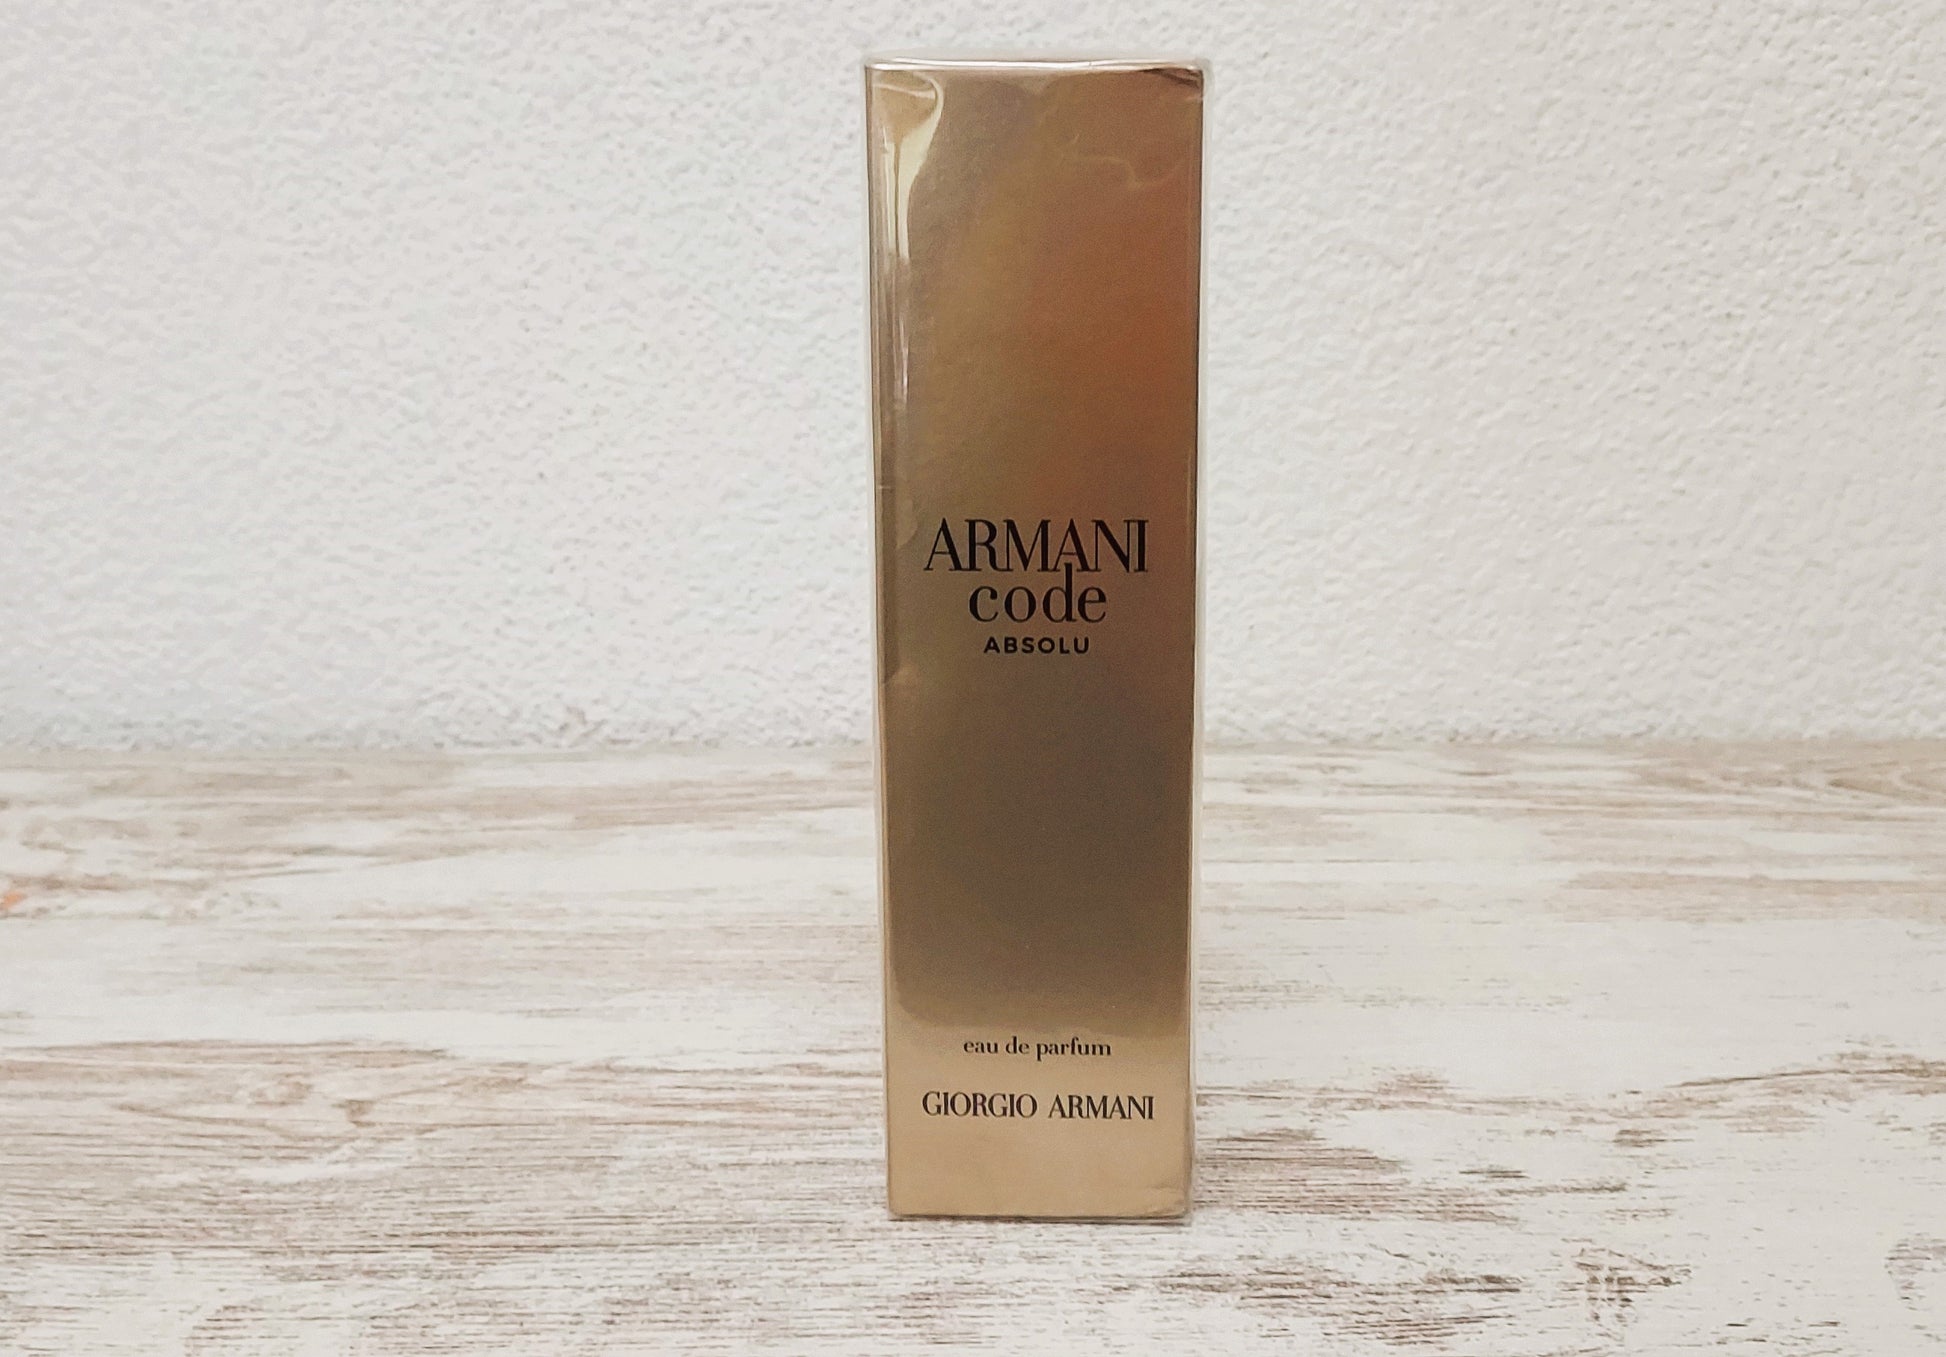 ARMANI
code
ABSOLU
eau de parfum
GIORGIO ARMANI